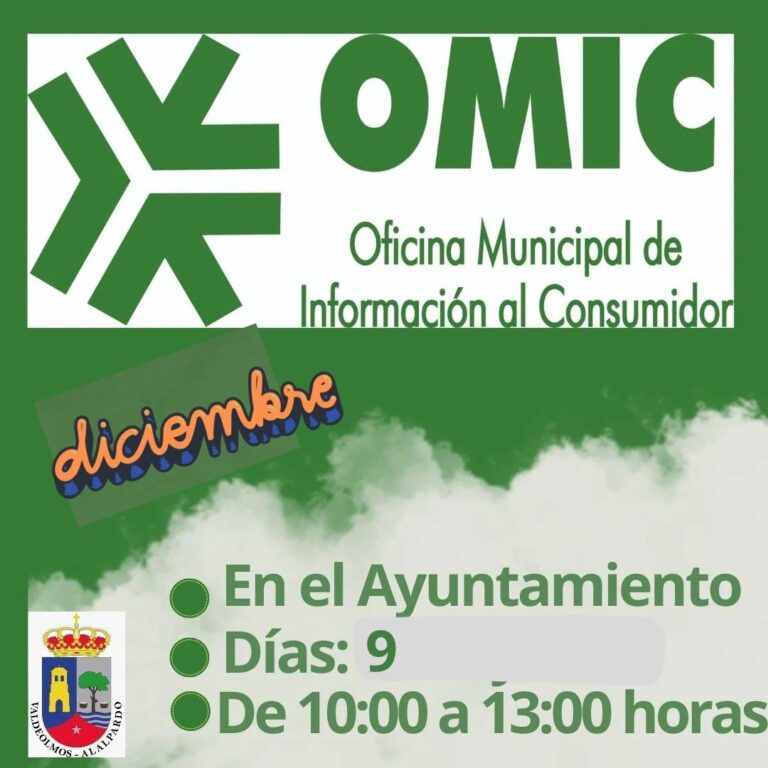 OMIC
Oficina Municipal de
Información al Consumidor
diciembre
En el Ayuntamiento
Días: 9
De 10:00 a 13:00 horas
VALDEOLMOS - ALALPARDO